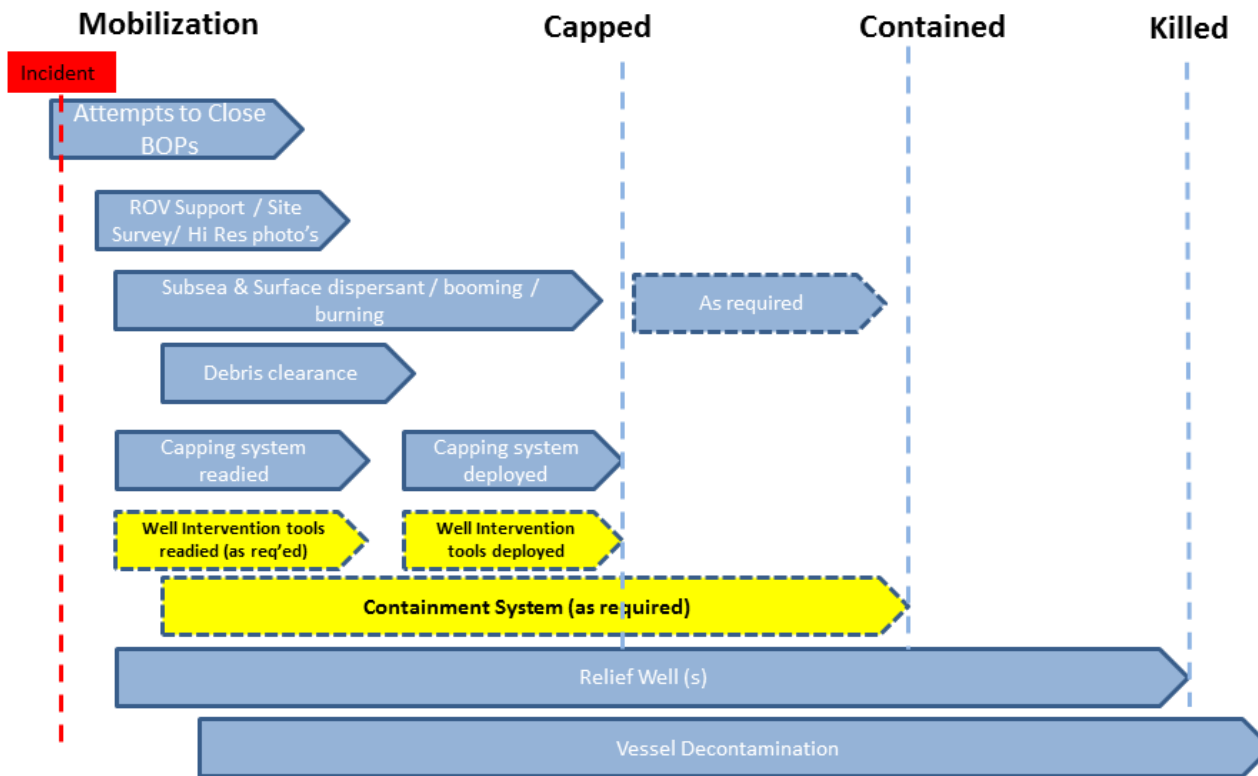 Mobilization
Capped
Contained
Killed
Incident
Attempts to Close
BOPs
ROV Support / Site
Survey/ Hi Res photo's
Subsea & Surface dispersant / booming /
burning
As required
Debris clearance
Capping system
readied
Capping system
deployed
Well Intervention tools
readied (as req'ed)
Well Intervention
tools deployed
Containment System (as required)
Relief Well (s)
Vessel Decontamination